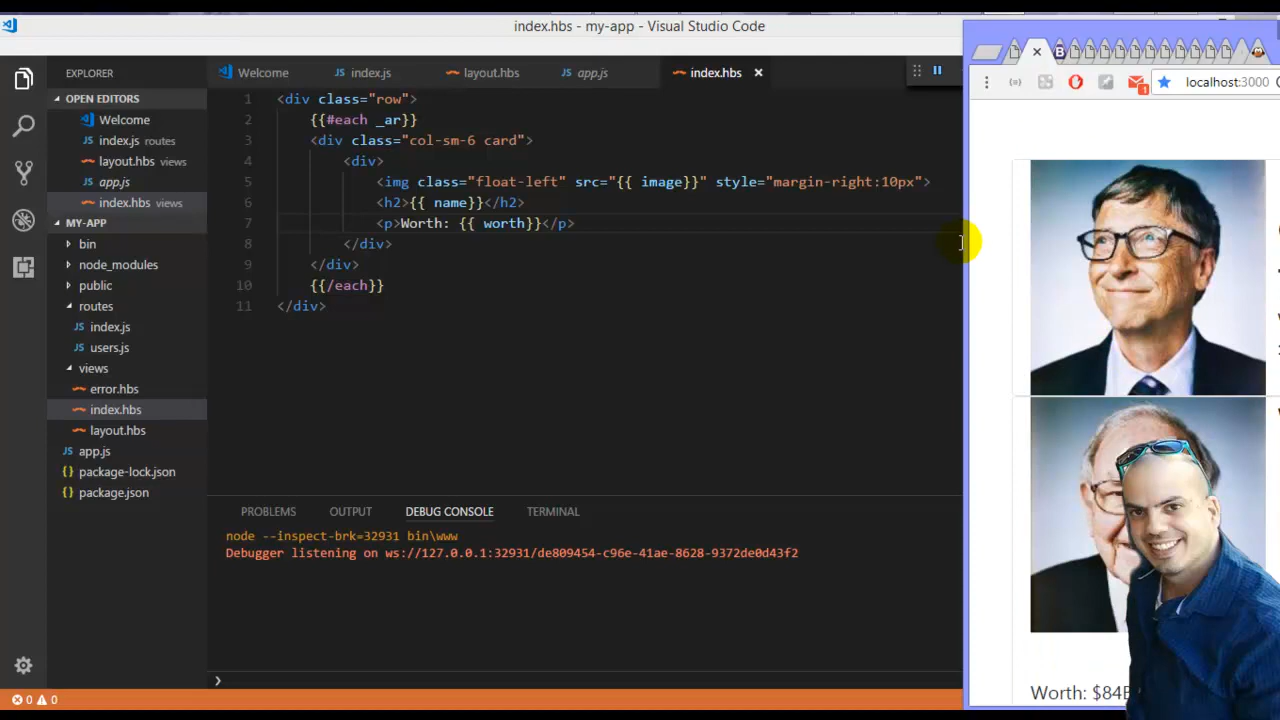 index.hbs - my-app - Visual Studio Code
EXPLORER
OPEN EDITORS
Welcome
index.js routes
layout.hbs views
app.js
index.hbs views
MY-APP
bin
node_modules
public
routes
index.js
users.js
views
error.hbs
index.hbs
layout.hbs
app.js
package-lock.json
package.json
Welcome
index.js
layout.hbs
app.js
index.hbs
1 <div class="row">
2 {{#each _ar}}
3 <div class="col-sm-6 card">
4 <div>
5 <img class="float-left" src="{{ image}}" style="margin-right:10px">
6 <h2>{{ name}}</h2>
7 <p>Worth: {{ worth}}</p>
8 </div>
9 </div>
10 {{/each}}
11 </div>
PROBLEMS
OUTPUT
DEBUG CONSOLE
TERMINAL
node --inspect-brk=32931 bin\www
Debugger listening on ws://127.0.0.1:32931/de809454-c96e-41ae-8628-9372de0d43f2
0 0
localhost:3000
1
Worth: $84